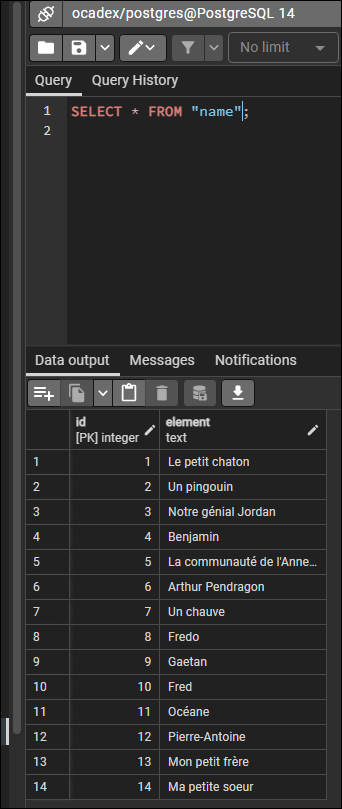 ocadex/postgres@PostgreSQL 14
No limit
Query Query History
1 SELECT * FROM "name";
2
Data output Messages Notifications
id element
[PK] integer text
1 1 Le petit chaton
2 2 Un pingouin
3 3 Notre génial Jordan
4 4 Benjamin
5 5 La communauté de l'Anne...
6 6 Arthur Pendragon
7 7 Un chauve
8 8 Fredo
9 9 Gaetan
10 10 Fred
11 11 Océane
12 12 Pierre-Antoine
13 13 Mon petit frère
14 14 Ma petite soeur